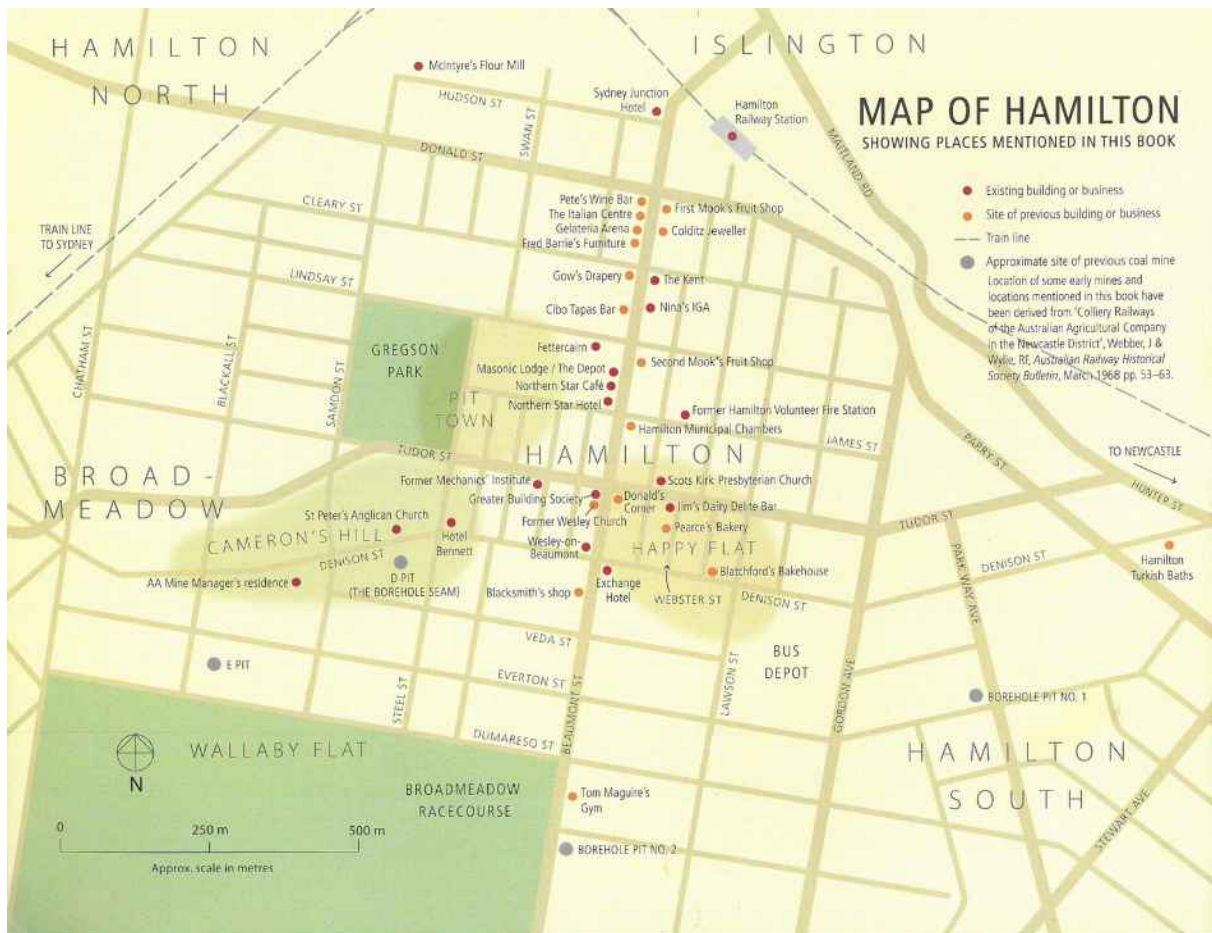 HAMILTON
NORTH
ISLINGTON
McIntyre's Flour Mill
HUDSON ST
SWAN ST
Sydney Junction
Hotel
Hamilton
Railway Station
MAITLAND RD
MAP OF HAMILTON
SHOWING PLACES MENTIONED IN THIS BOOK
Existing building or business
Site of previous building or business
Train line
Approximate site of previous coal mine
Location of some early mines and
locations mentioned in this book have
been derived from 'Colliery Railways
of the Australian Agricultural Company
in the Newcastle District', Webber, J &
Wylie, RF, Australian Railway Historical
Society Bulletin, March 1968 pp. 53–63.
DONALD ST
CLEARY ST
TRAIN LINE
TO SYDNEY
LINDSAY ST
Pete's Wine Bar
The Italian Centre
Gelateria Arena
Fred Barrie's Furniture
First Mook's Fruit Shop
Colditz Jeweller
Gow's Drapery
The Kent
Cibo Tapas Bar
Nina's IGA
CHATHAM ST
BLACKALL ST
SAMDON ST
GREGSON
PARK
PIT
TOWN
Fettercairn
Masonic Lodge / The Depot
Northern Star Café
Northern Star Hotel
Second Mook's Fruit Shop
Former Hamilton Volunteer Fire Station
Hamilton Municipal Chambers
JAMES ST
PARRY ST
TO NEWCASTLE
HUNTER ST
TUDOR ST
HAMILTON
BROAD-
MEADOW
Former Mechanics' Institute
Greater Building Society
Former Wesley Church
Wesley-on-
Beaumont
Donald's
Corner
Scots Kirk Presbyterian Church
Jim's Dairy Delite Bar
Pearce's Bakery
HAPPY FLAT
TUDOR ST
St Peter's Anglican Church
CAMERON'S HILL
Hotel
Bennett
DENISON ST
D PIT
(THE BOREHOLE SEAM)
AA Mine Manager's residence
Blacksmith's shop
Exchange
Hotel
WEBSTER ST
Blatchford's Bakehouse
DENISON ST
PARK WAY AVE
DENISON ST
Hamilton
Turkish Baths
VEDA ST
E PIT
EVERTON ST
STEEL ST
BEAUMONT ST
LAWSON ST
BUS
DEPOT
GORDON AVE
BOREHOLE PIT NO. 1
DUMARESO ST
WALLABY FLAT
N
BROADMEADOW
RACECOURSE
HAMILTON
SOUTH
STEWART AVE
Tom Maguire's
Gym
BOREHOLE PIT NO. 2
0 250 m 500 m
Approx. scale in metres